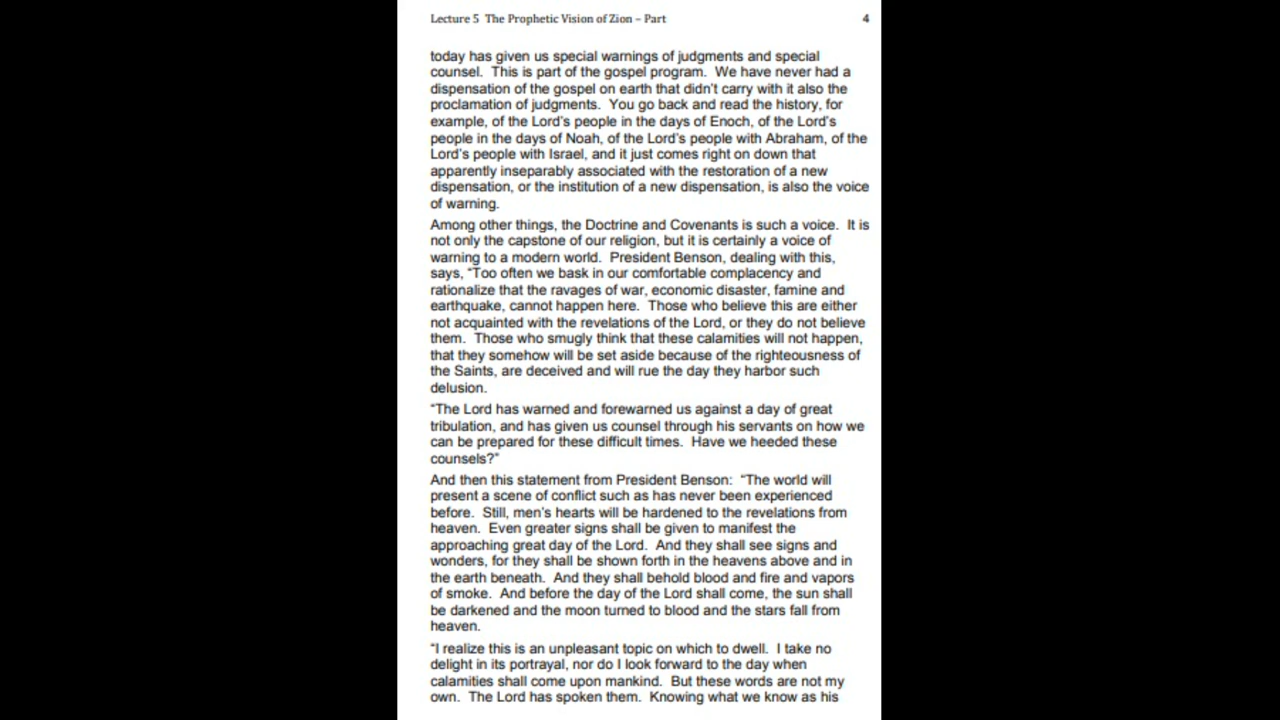 Lecture 5 The Prophetic Vision of Zion – Part 4
today has given us special warnings of judgments and special
counsel. This is part of the gospel program. We have never had a
dispensation of the gospel on earth that didn't carry with it also the
proclamation of judgments. You go back and read the history, for
example, of the Lord's people in the days of Enoch, of the Lord's
people in the days of Noah, of the Lord's people with Abraham, of the
Lord's people with Israel, and it just comes right on down that
apparently inseparably associated with the restoration of a new
dispensation, or the institution of a new dispensation, is also the voice
of warning.
Among other things, the Doctrine and Covenants is such a voice. It is
not only the capstone of our religion, but it is certainly a voice of
warning to a modern world. President Benson, dealing with this,
says, "Too often we bask in our comfortable complacency and
rationalize that the ravages of war, economic disaster, famine and
earthquake, cannot happen here. Those who believe this are either
not acquainted with the revelations of the Lord, or they do not believe
them. Those who smugly think that these calamities will not happen,
that they somehow will be set aside because of the righteousness of
the Saints, are deceived and will rue the day they harbor such
delusion.
"The Lord has warned and forewarned us against a day of great
tribulation, and has given us counsel through his servants on how we
can be prepared for these difficult times. Have we heeded these
counsels?"
And then this statement from President Benson: "The world will
present a scene of conflict such as has never been experienced
before. Still, men's hearts will be hardened to the revelations from
heaven. Even greater signs shall be given to manifest the
approaching great day of the Lord. And they shall see signs and
wonders, for they shall be shown forth in the heavens above and in
the earth beneath. And they shall behold blood and fire and vapors
of smoke. And before the day of the Lord shall come, the sun shall
be darkened and the moon turned to blood and the stars fall from
heaven.
"I realize this is an unpleasant topic on which to dwell. I take no
delight in its portrayal, nor do I look forward to the day when
calamities shall come upon mankind. But these words are not my
own. The Lord has spoken them. Knowing what we know as his